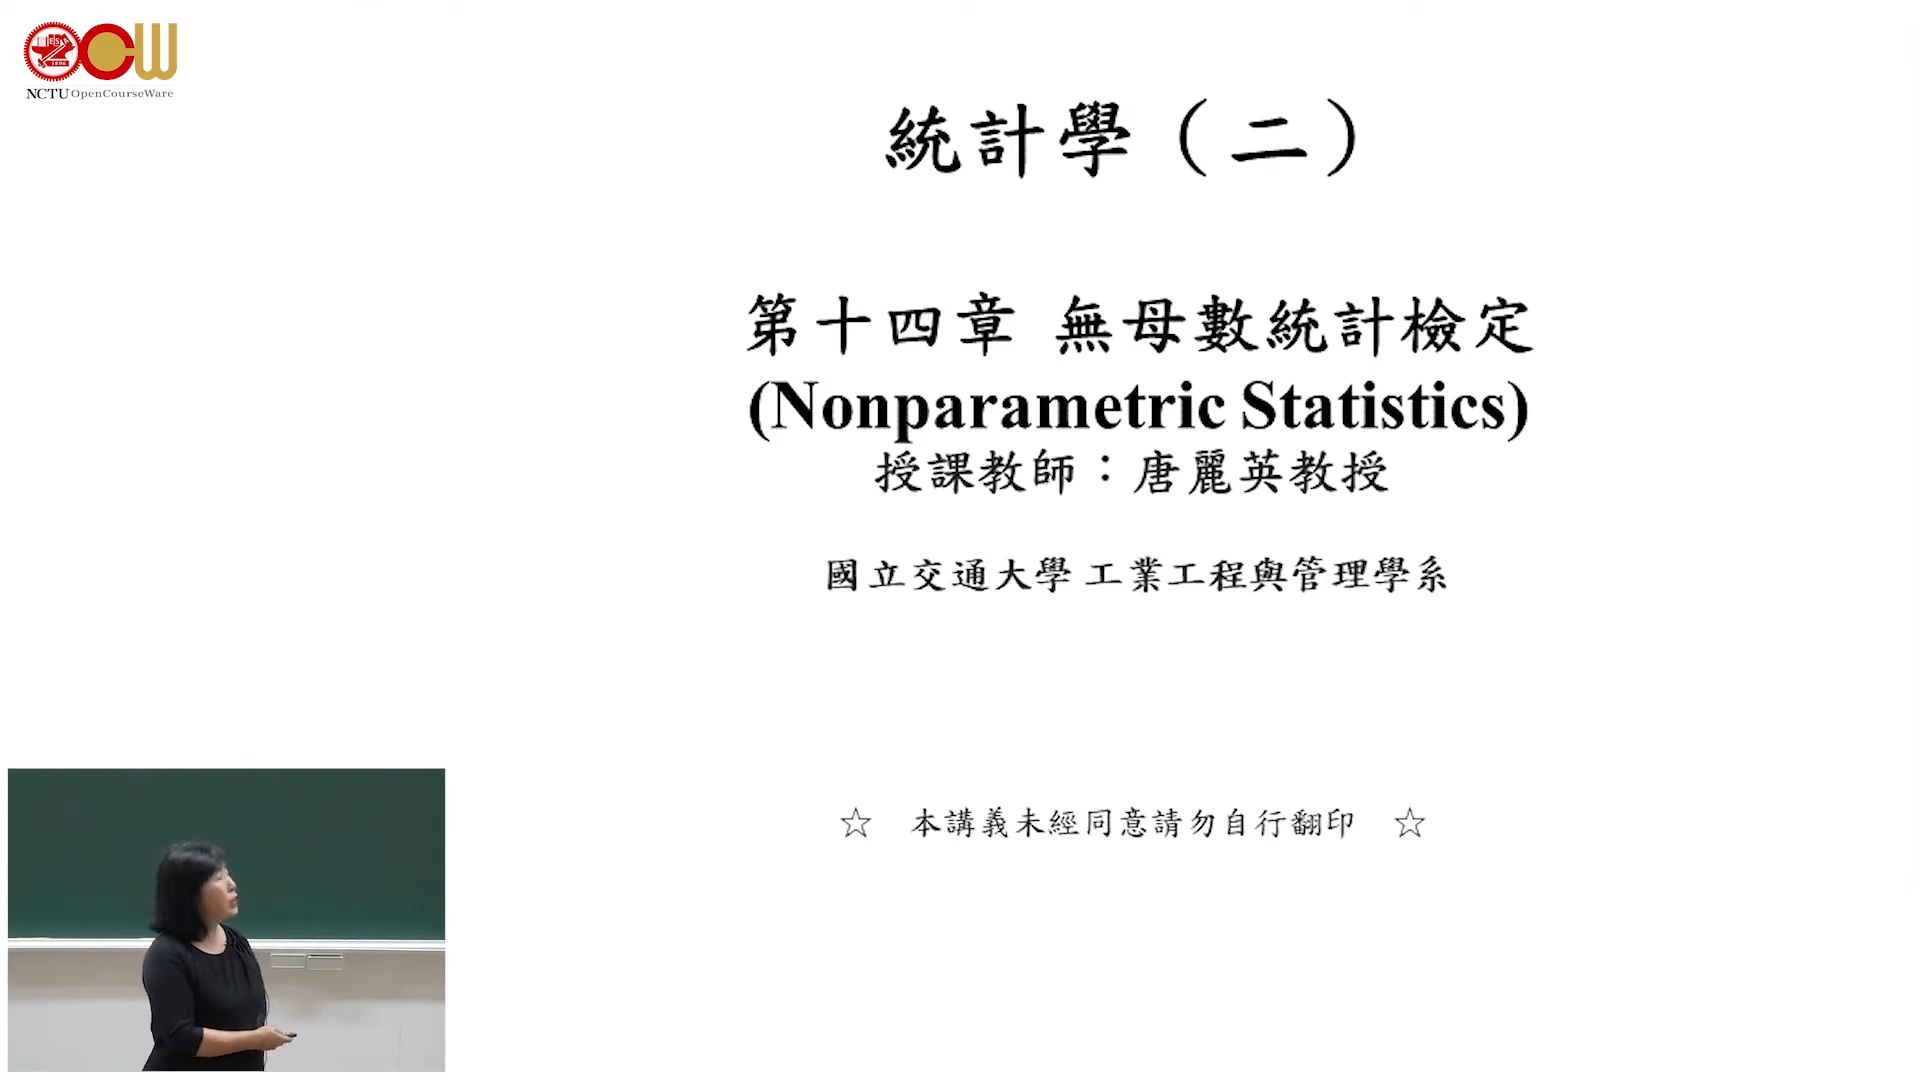 NCTU OpenCourseWare
統計學（二）
第十四章 無母數統計檢定
(Nonparametric Statistics)
授課教師：唐麗英教授
國立交通大學 工業工程與管理學系
☆ 本講義未經同意請勿自行翻印 ☆